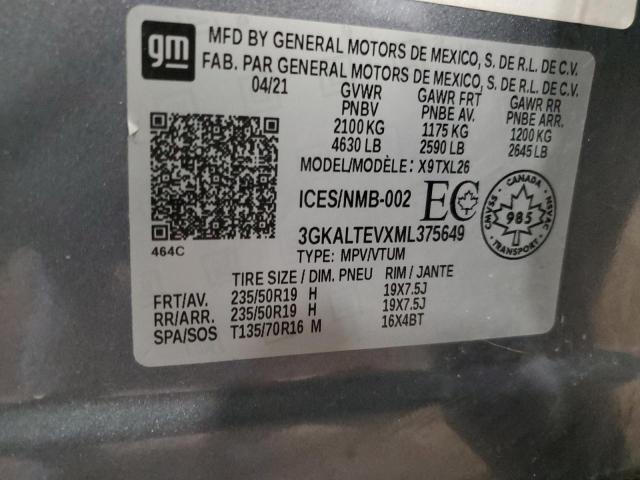 gm
MFD BY GENERAL MOTORS DE MEXICO, S. DE R.L. DE C.V.
FAB. PAR GENERAL MOTORS DE MEXICO, S. DE R.L. DE C.V.
04/21 GVWR GAWR FRT GAWR RR
PNBV PNBE AV. PNBE ARR.
2100 KG 1175 KG 1200 KG
4630 LB 2590 LB 2645 LB
MODEL/MODÈLE: X9TXL26
ICES/NMB-002 EC
CANADA
CMVSS NSVAC
985
TRANSPORT
3GKALTEVXML375649
464C
TYPE: MPV/VTUM
TIRE SIZE / DIM. PNEU RIM / JANTE
FRT/AV. 235/50R19 H 19X7.5J
RR/ARR. 235/50R19 H 19X7.5J
SPA/SOS T135/70R16 M 16X4BT